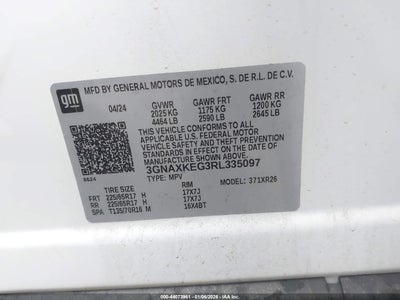 gm MFD BY GENERAL MOTORS DE MEXICO, S. DE R.L. DE C.V.
04/24 GVWR GAWR FRT GAWR RR
2025 KG 1175 KG 1200 KG
4464 LB 2590 LB 2645 LB
THIS VEHICLE CONFORMS TO ALL
APPLICABLE U.S. FEDERAL MOTOR
VEHICLE SAFETY, BUMPER, AND THEFT
PREVENTION STANDARDS IN EFFECT ON
THE DATE OF MANUFACTURE SHOWN ABOVE.
3GNAXKEG3RL335097
TYPE: MPV MODEL: 371XR26
TIRE SIZE RIM
FRT 225/65R17 H 17X7J
RR 225/65R17 H 17X7J
SPA T135/70R16 M 16X4BT
© IAA - 44073961 - 01/06/2026 -